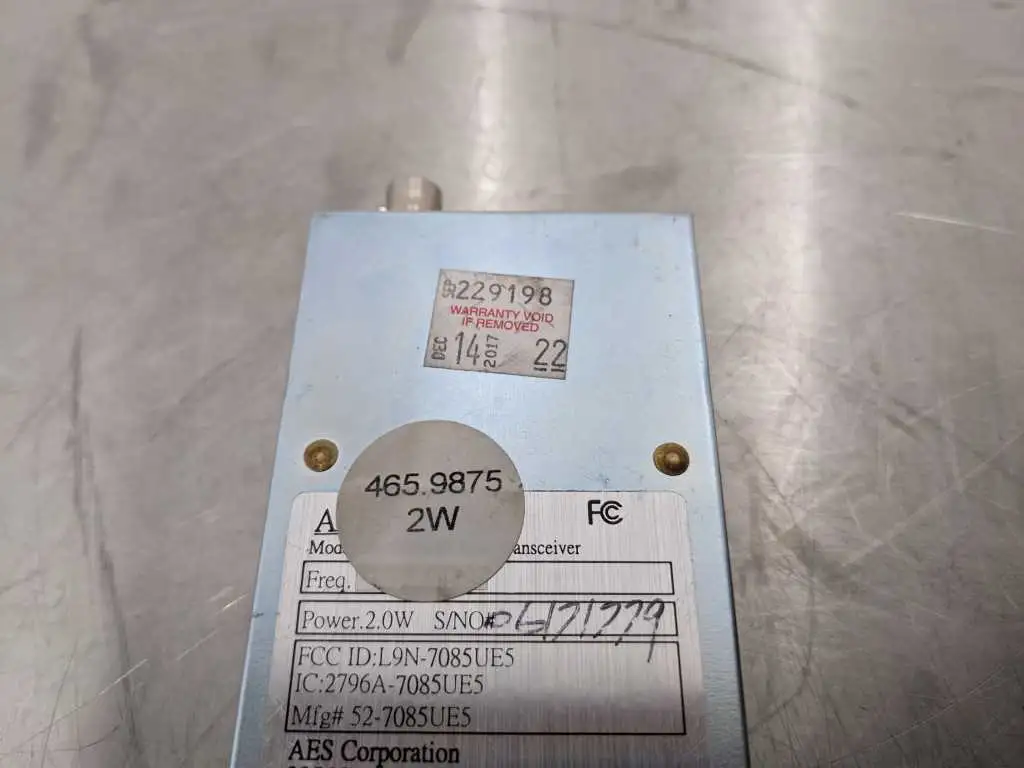 229198
WARRANTY VOID
IF REMOVED
DEC 14 2017 22
465.9875
2W
A
FC
Mod ansceiver
Freq.
Power.2.0W S/NO#
FCC ID:L9N-7085UE5
IC:2796A-7085UE5
Mfg# 52-7085UE5
AES Corporation